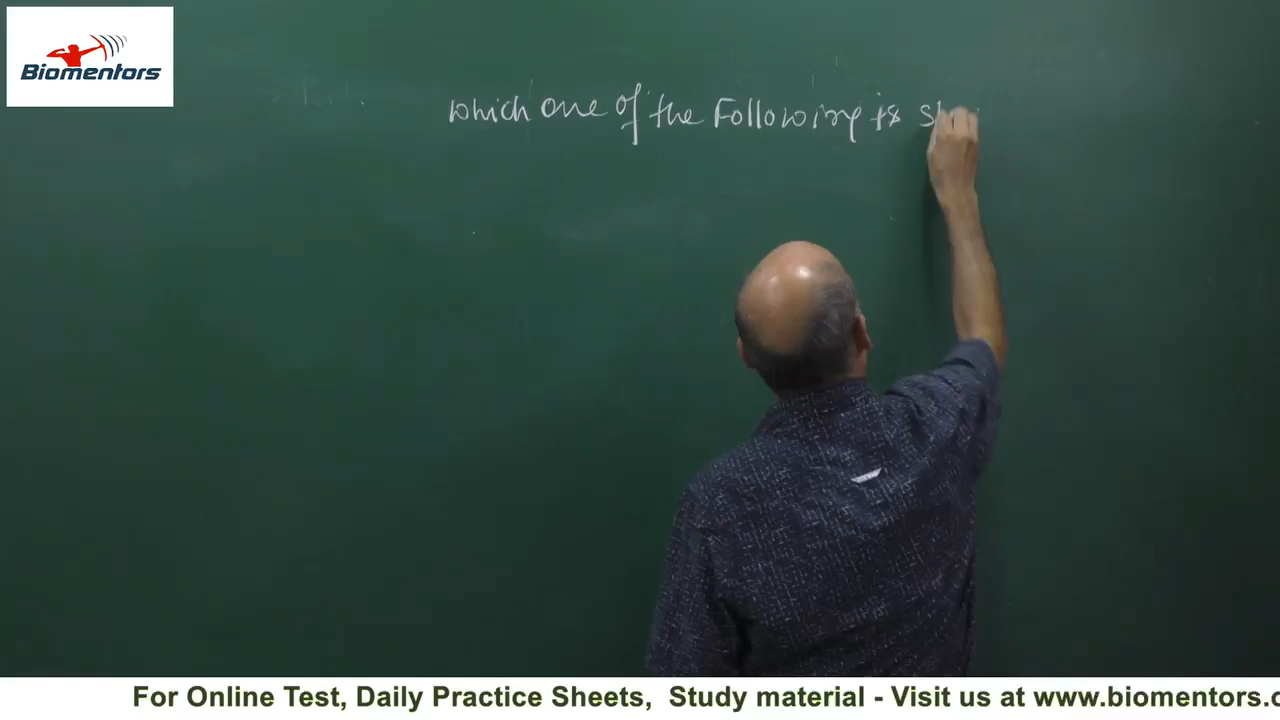 Biomentors
which one of the Following is
For Online Test, Daily Practice Sheets, Study material - Visit us at www.biomentors.c